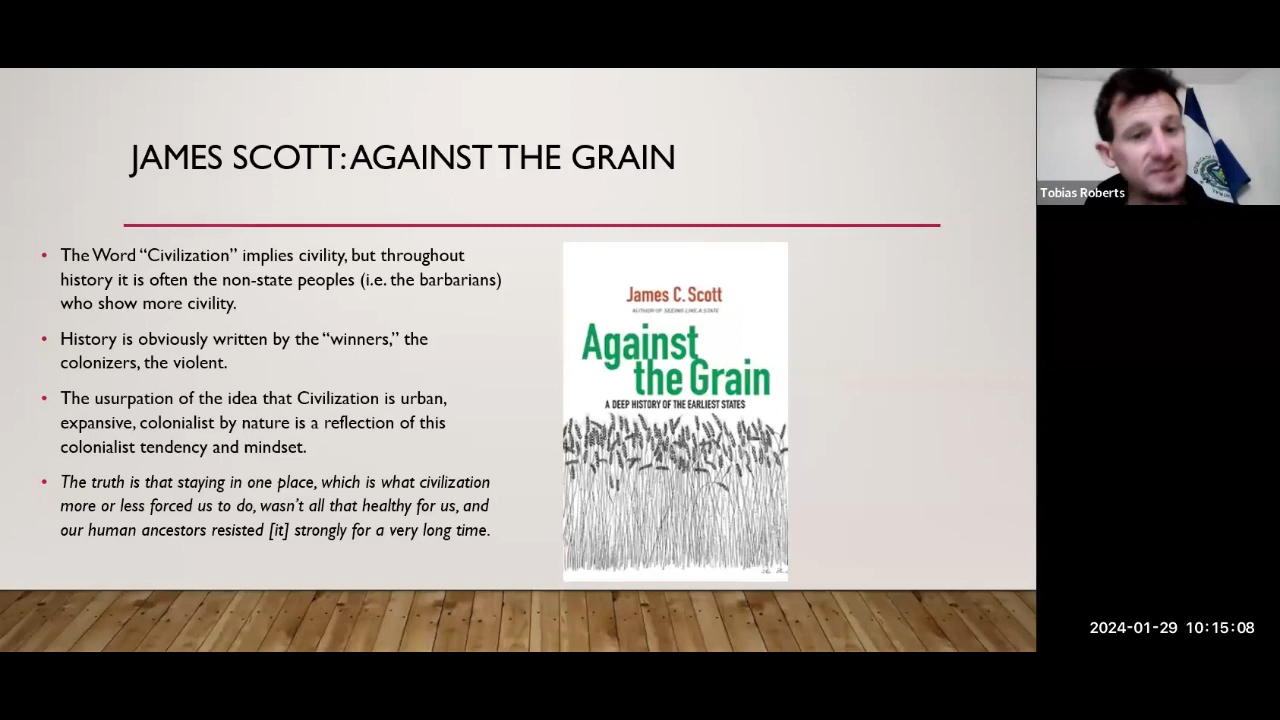 JAMES SCOTT: AGAINST THE GRAIN
• The Word “Civilization” implies civility, but throughout
history it is often the non-state peoples (i.e. the barbarians)
who show more civility.
• History is obviously written by the “winners,” the
colonizers, the violent.
• The usurpation of the idea that Civilization is urban,
expansive, colonialist by nature is a reflection of this
colonialist tendency and mindset.
• The truth is that staying in one place, which is what civilization
more or less forced us to do, wasn’t all that healthy for us, and
our human ancestors resisted [it] strongly for a very long time.
James C. Scott
AUTHOR OF SEEING LIKE A STATE
Against
the Grain
A DEEP HISTORY OF THE EARLIEST STATES
Tobias Roberts
2024-01-29 10:15:08